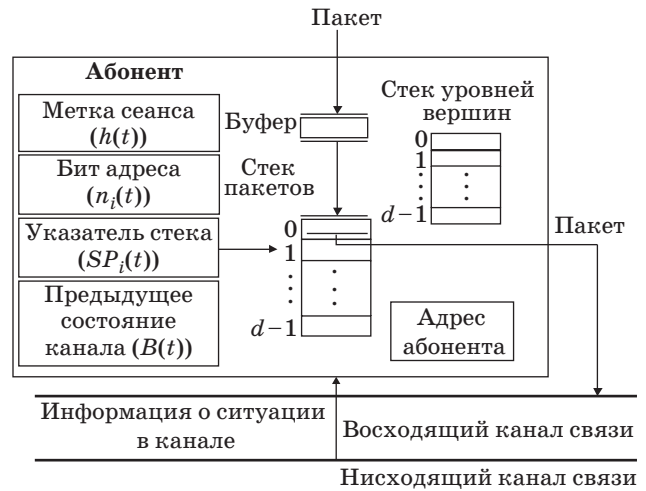 Пакет
Абонент
Метка сеанса
(h(t))
Бит адреса
(n_i(t))
Указатель стека
(SP_i(t))
Предыдущее
состояние
канала (B(t))
Буфер
Стек
пакетов
0
1
d−1
Стек уровней
вершин
0
1
d−1
Пакет
Адрес
абонента
Информация о ситуации
в канале
Восходящий канал связи
Нисходящий канал связи